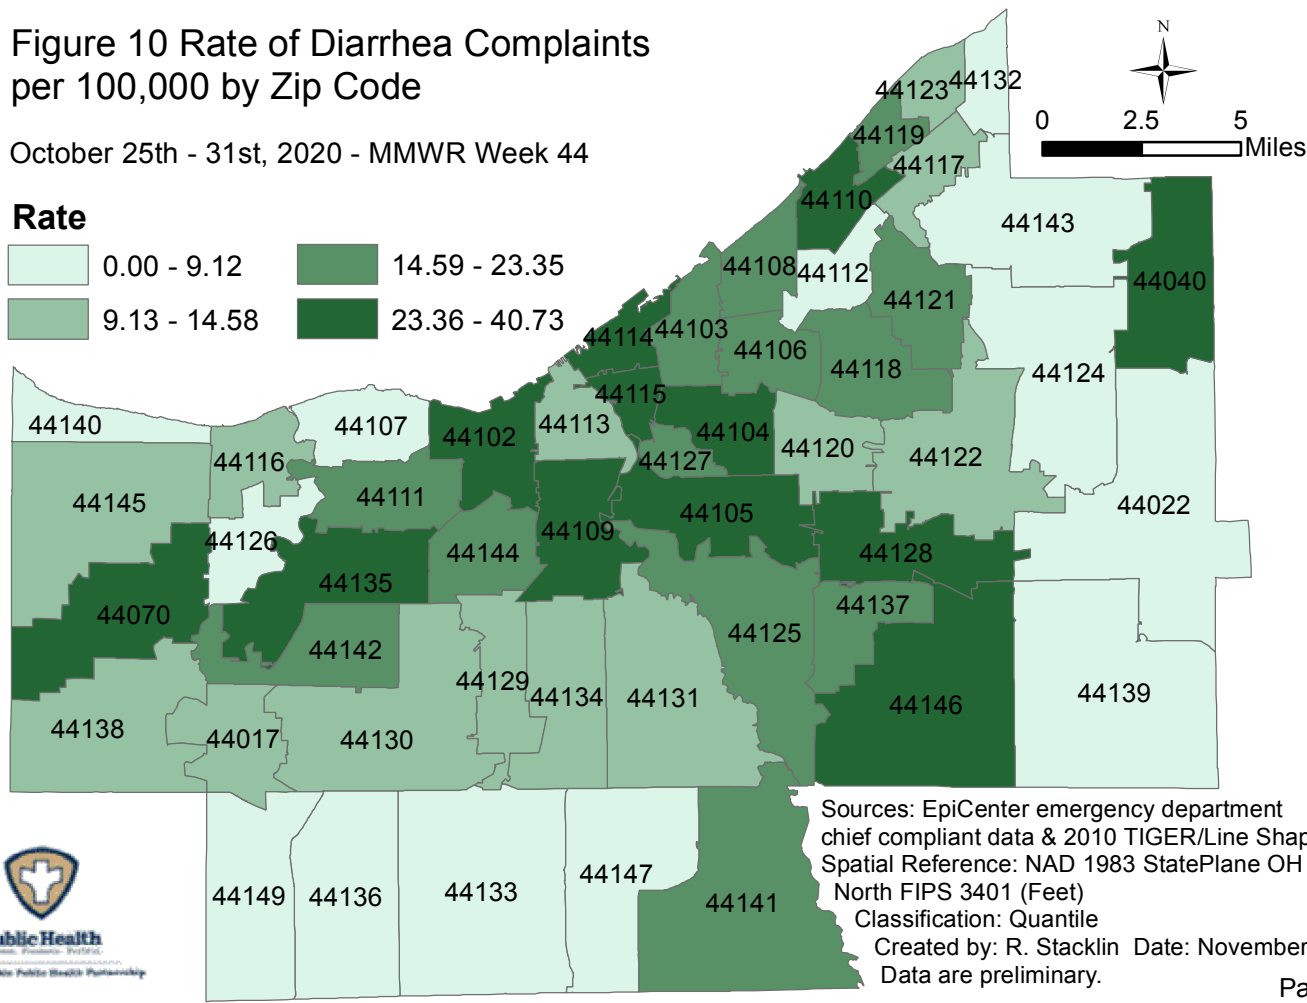 Figure 10 Rate of Diarrhea Complaints
per 100,000 by Zip Code
October 25th - 31st, 2020 - MMWR Week 44
Rate
0.00 - 9.12
14.59 - 23.35
9.13 - 14.58
23.36 - 40.73
N
0 2.5 5
Miles
44123
44132
44119
44117
44110
44143
44108
44112
44040
44121
44114
44103
44106
44118
44124
44115
44140
44107
44102
44113
44104
44120
44122
44116
44127
44145
44111
44022
44105
44126
44109
44144
44128
44135
44070
44137
44125
44142
44129
44134
44131
44139
44146
44138
44017
44130
44147
44149
44136
44133
44141
Sources: EpiCenter emergency department
chief compliant data & 2010 TIGER/Line Shap
Spatial Reference: NAD 1983 StatePlane OH
North FIPS 3401 (Feet)
Classification: Quantile
Created by: R. Stacklin Date: November
Data are preliminary.
Pa
ublic Health
Public Health Partnership